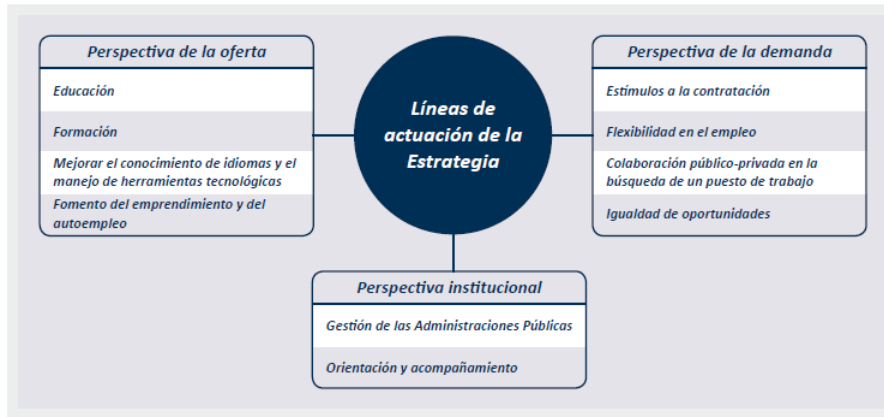 Perspectiva de la oferta
Educación
Formación
Mejorar el conocimiento de idiomas y el
manejo de herramientas tecnológicas
Fomento del emprendimiento y del
autoempleo
Líneas de
actuación de la
Estrategia
Perspectiva de la demanda
Estímulos a la contratación
Flexibilidad en el empleo
Colaboración público-privada en la
búsqueda de un puesto de trabajo
Igualdad de oportunidades
Perspectiva institucional
Gestión de las Administraciones Públicas
Orientación y acompañamiento